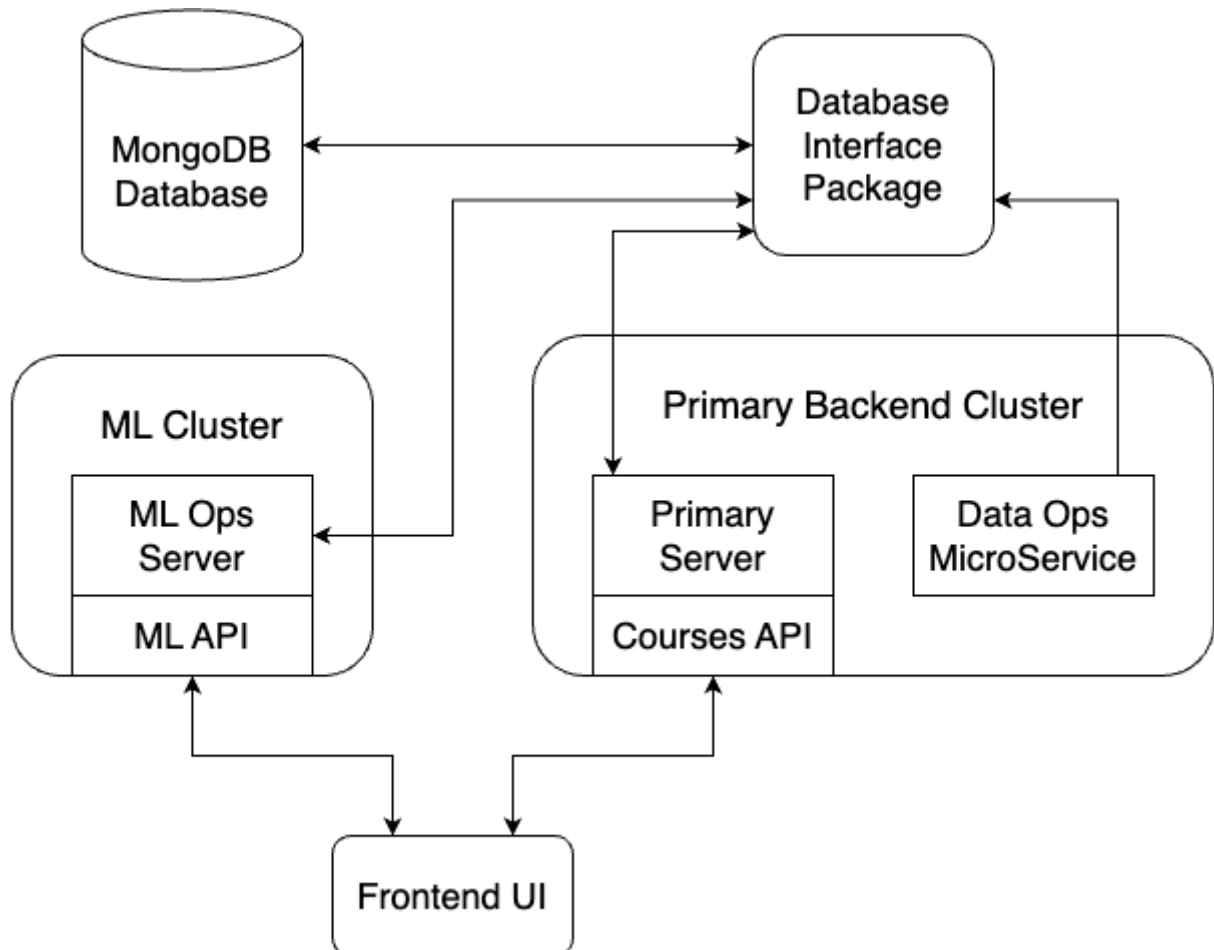 MongoDB
Database
Database
Interface
Package
ML Cluster
ML Ops
Server
ML API
Primary Backend Cluster
Primary
Server
Courses API
Data Ops
MicroService
Frontend UI